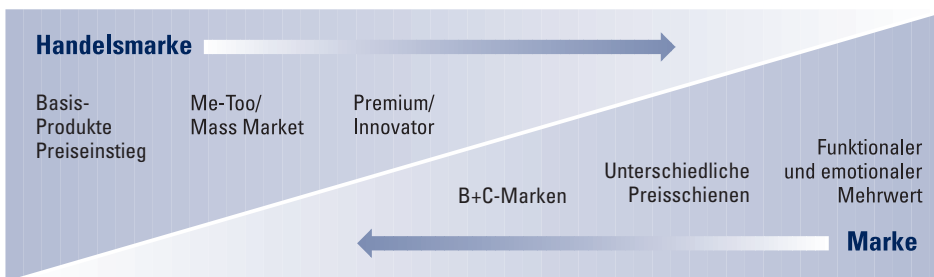 Handelsmarke
Basis-
Produkte
Preiseinstieg
Me-Too/
Mass Market
Premium/
Innovator
B+C-Marken
Unterschiedliche
Preisschienen
Funktionaler
und emotionaler
Mehrwert
Marke